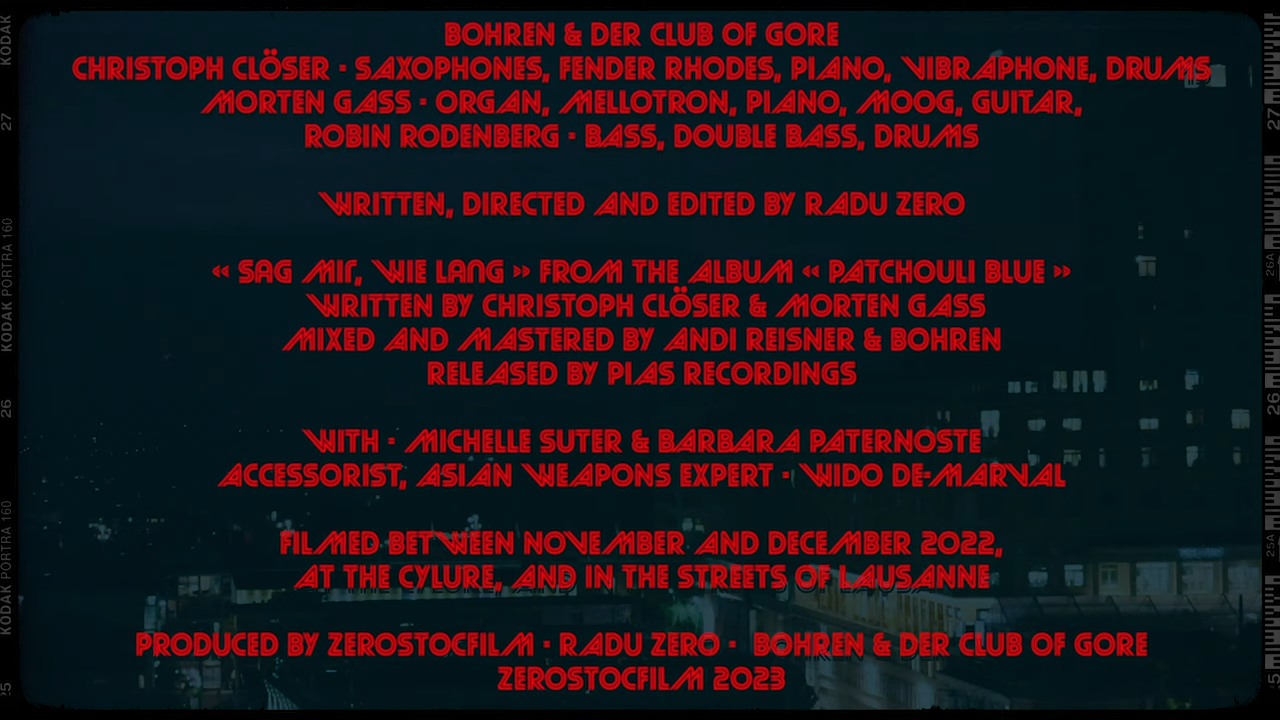 BOHREN & DER CLUB OF GORE
CHRISTOPH CLÖSER - SAXOPHONES, FENDER RHODES, PIANO, VIBRAPHONE, DRUMS
MORTEN GASS - ORGAN, MELLOTRON, PIANO, MOOG, GUITAR,
ROBIN RODENBERG - BASS, DOUBLE BASS, DRUMS
WRITTEN, DIRECTED AND EDITED BY RADU ZERO
« SAG MIR, WIE LANG » FROM THE ALBUM « PATCHOULI BLUE »
WRITTEN BY CHRISTOPH CLÖSER & MORTEN GASS
MIXED AND MASTERED BY ANDI REISNER & BOHREN
RELEASED BY PIAS RECORDINGS
WITH - MICHELLE SUTER & BARBARA PATERNOSTE
ACCESSORIST, ASIAN WEAPONS EXPERT - WIDO DE-MARVAL
FILMED BETWEEN NOVEMBER AND DECEMBER 2022,
AT THE CYLURE, AND IN THE STREETS OF LAUSANNE
PRODUCED BY ZEROSTOCFILM - RADU ZERO - BOHREN & DER CLUB OF GORE
ZEROSTOCFILM 2023
KODAK
27
KODAK PORTRA 160
26
KODAK PORTRA 160
27
26A
26
25A